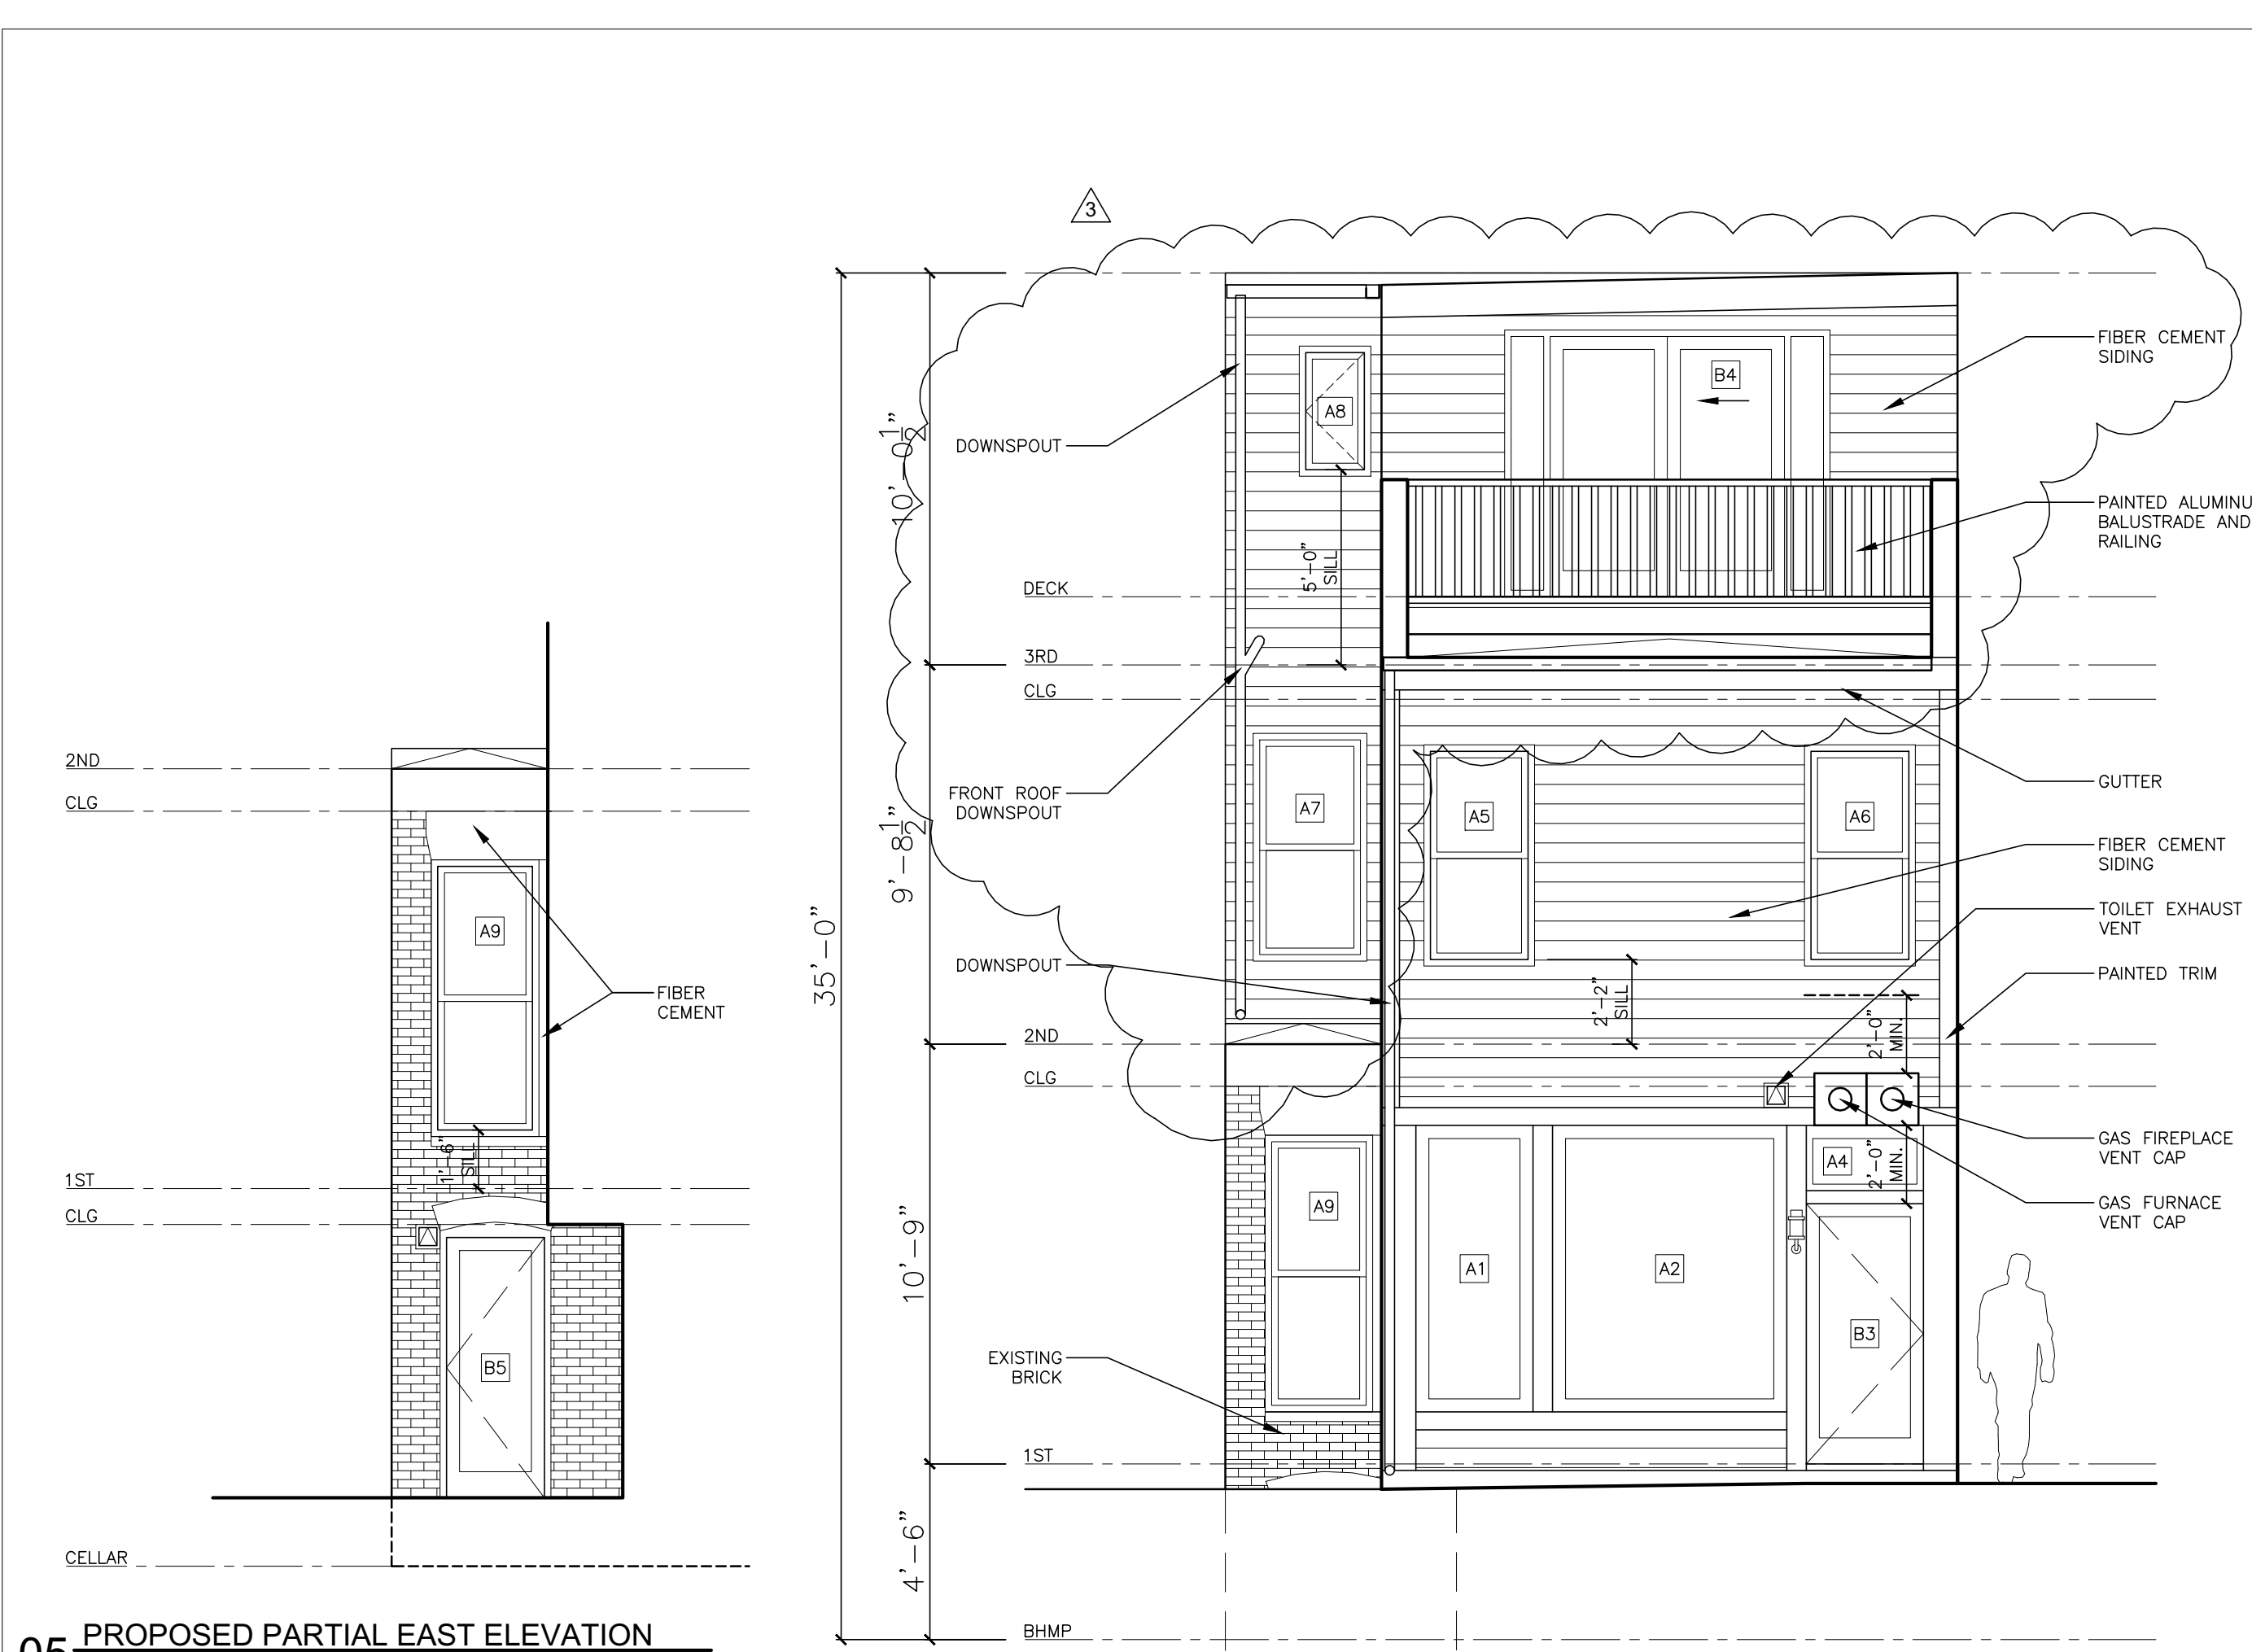 3
FIBER CEMENT
SIDING
B4
A8
DOWNSPOUT
10'-0 1/2"
PAINTED ALUMINU
BALUSTRADE AND
RAILING
5'-0"
SILL
DECK
3RD
CLG
2ND
CLG
GUTTER
FRONT ROOF
DOWNSPOUT
A7
A5
A6
9'-8 1/2"
FIBER CEMENT
SIDING
TOILET EXHAUST
VENT
A9
35'-0"
DOWNSPOUT
PAINTED TRIM
FIBER
CEMENT
2'-2"
SILL
2'-0"
MIN.
2ND
CLG
1'-6"
SILL
GAS FIREPLACE
VENT CAP
A4
2'-0"
MIN.
1ST
CLG
A9
GAS FURNACE
VENT CAP
10'-9"
A1
A2
B3
B5
EXISTING
BRICK
1ST
CELLAR
4'-6"
BHMP
05 PROPOSED PARTIAL EAST ELEVATION